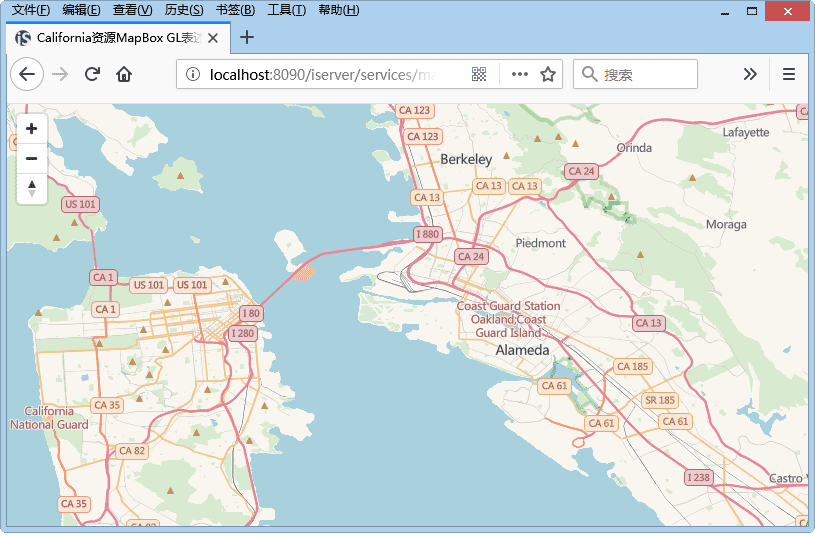 文件(F) 编辑(E) 查看(V) 历史(S) 书签(B) 工具(T) 帮助(H)
California资源MapBox GL表达
localhost:8090/iserver/services/ma
搜索
CA 123
Lafayette
CA 123
Orinda
Berkeley
CA 24
CA 13 CA 13
CA 13
US 101
Moraga
I 880
Piedmont
CA 24
CA 1
US 101 US 101
CA 1
Coast Guard Station
Oakland;Coast
Guard Island
I 80
I 280
CA 13
Alameda
CA 185
CA 61
SR 185
CA 35
California
National Guard
CA 61
CA 61
CA 82
I 238
Castro V
CA 35
CA 82